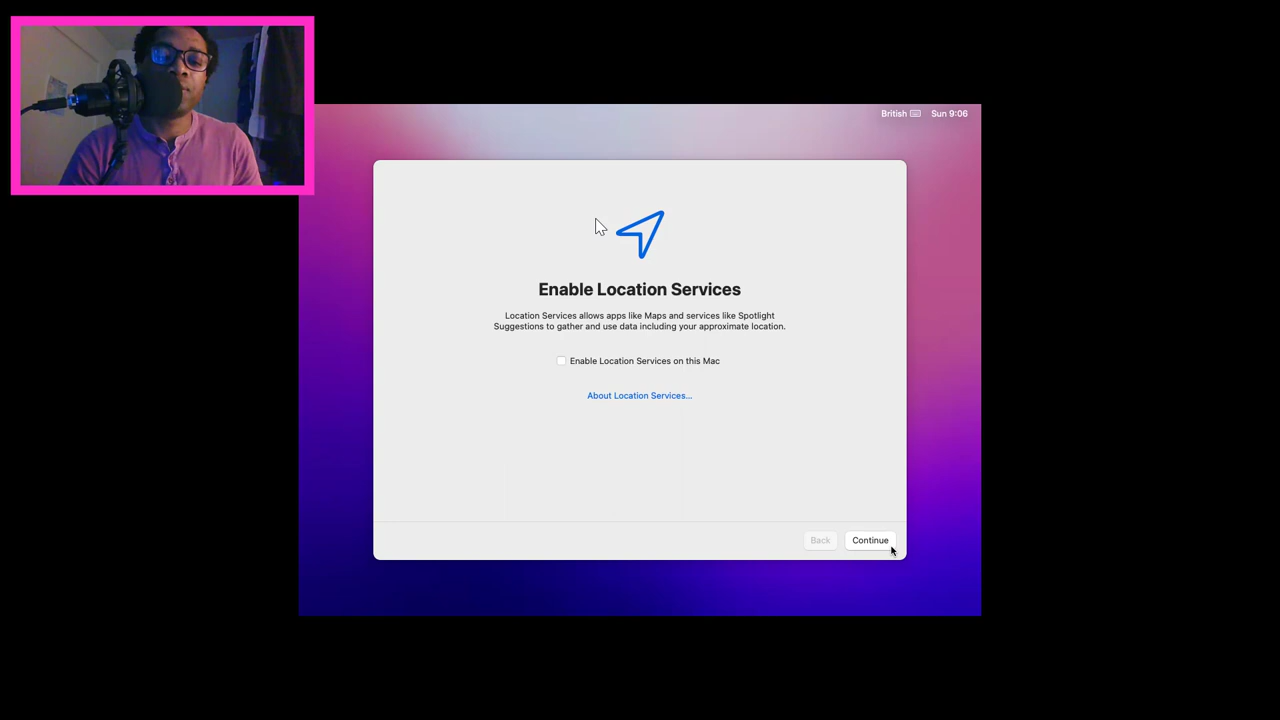 British
Sun 9:06
Enable Location Services
Location Services allows apps like Maps and services like Spotlight
Suggestions to gather and use data including your approximate location.
Enable Location Services on this Mac
About Location Services...
Back
Continue